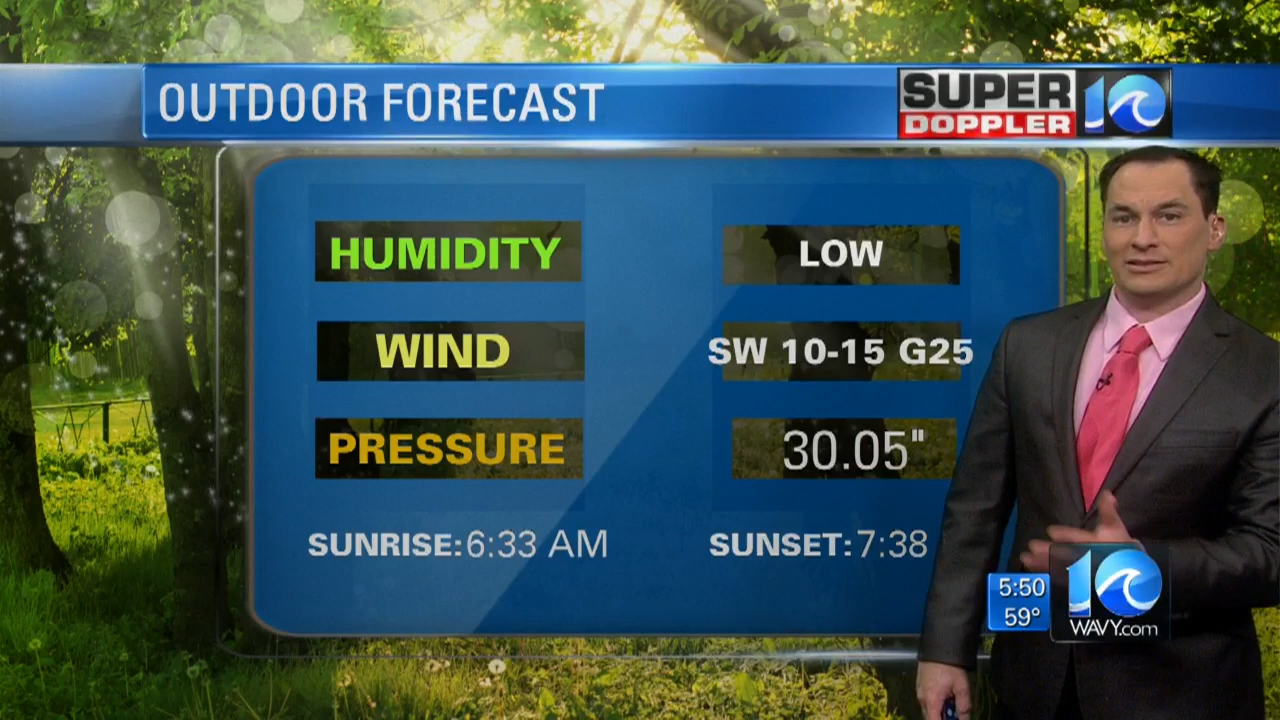 OUTDOOR FORECAST
SUPER
DOPPLER 10
HUMIDITY LOW
WIND SW 10-15 G25
PRESSURE 30.05"
SUNRISE: 6:33 AM SUNSET: 7:38
5:50
59°
10
WAVY.com